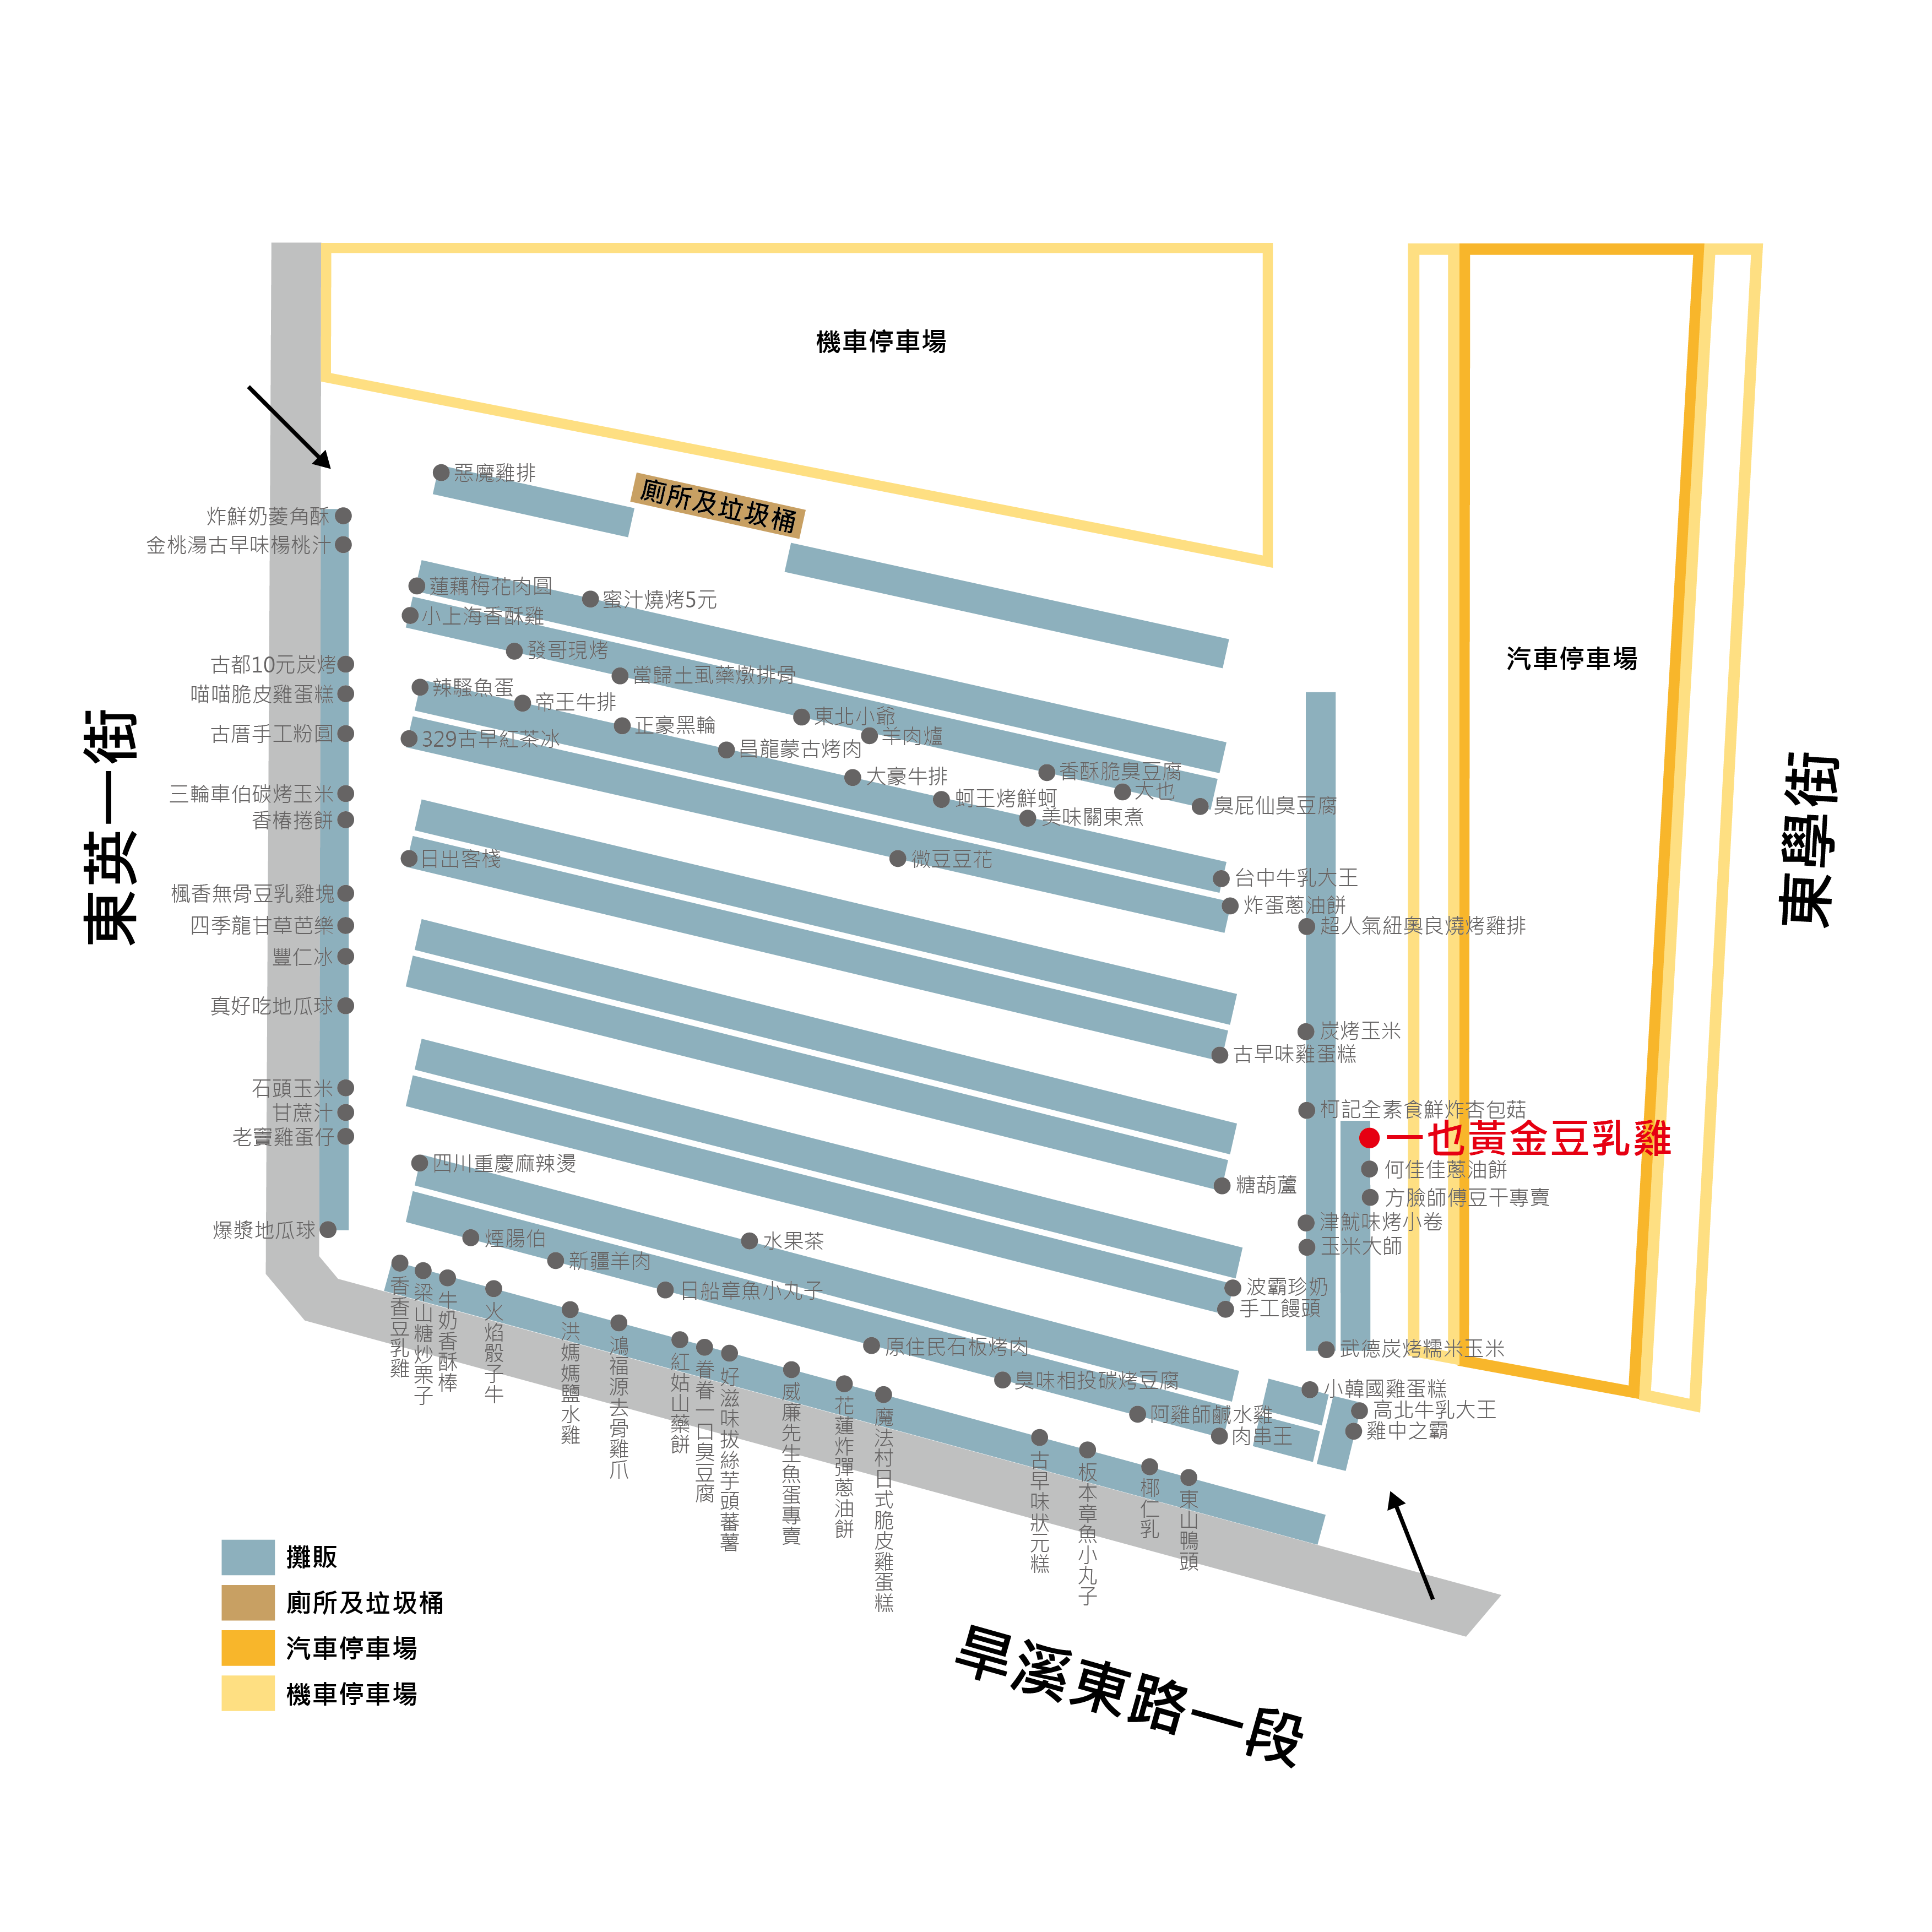 機車停車場
汽車停車場
廁所及垃圾桶
東英一街
東學街
旱溪東路一段
惡魔雞排
炸鮮奶菱角酥
金桃湯古早味楊桃汁
古都10元炭烤
喵喵脆皮雞蛋糕
古厝手工粉圓
三輪車伯碳烤玉米
香椿捲餅
楓香無骨豆乳雞塊
四季龍甘草芭樂
豐仁冰
真好吃地瓜球
石頭玉米
甘蔗汁
老竇雞蛋仔
爆漿地瓜球
蓮藕梅花肉圓
蜜汁燒烤5元
小上海香酥雞
發哥現烤
當歸土虱藥燉排骨
東北小爺
羊肉爐
香酥脆臭豆腐
大也
臭屁仙臭豆腐
辣騷魚蛋
帝王牛排
正豪黑輪
昌龍蒙古烤肉
大豪牛排
蚵王烤鮮蚵
美味關東煮
台中牛乳大王
329古早紅茶冰
微豆豆花
炸蛋蔥油餅
日出客棧
古早味雞蛋糕
糖葫蘆
波霸珍奶
手工饅頭
四川重慶麻辣燙
水果茶
煙腸伯
新疆羊肉
日船章魚小丸子
原住民石板烤肉
臭味相投碳烤豆腐
阿雞師鹹水雞
肉串王
超人氣紐奧良燒烤雞排
炭烤玉米
柯記全素食鮮炸杏包菇
一也黃金豆乳雞
何佳佳蔥油餅
方臉師傅豆干專賣
津魷味烤小卷
玉米大師
武德炭烤糯米玉米
小韓國雞蛋糕
高北牛乳大王
雞中之霸
香香豆乳雞
梁山糖炒栗子
牛奶香酥棒
火焰骰子牛
洪媽媽鹽水雞
鴻福源去骨雞爪
紅姑山藥餅
眷眷一口臭豆腐
好滋味拔絲芋頭蕃薯
威廉先生魚蛋專賣
花蓮炸彈蔥油餅
魔法村日式脆皮雞蛋糕
古早味狀元糕
板本章魚小丸子
椰仁乳
東山鴨頭
攤販
廁所及垃圾桶
汽車停車場
機車停車場